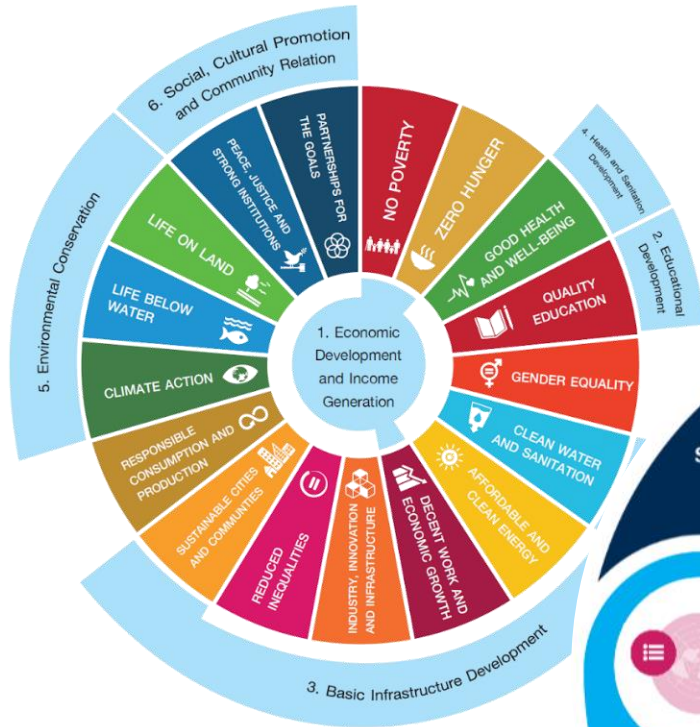 6. Social, Cultural Promotion
and Community Relation
PARTNERSHIPS FOR
THE GOALS
NO POVERTY
ZERO HUNGER
4. Health and Sanitation
Development
GOOD HEALTH
AND WELL-BEING
2. Educational
Development
QUALITY
EDUCATION
GENDER EQUALITY
CLEAN WATER
AND SANITATION
AFFORDABLE AND
CLEAN ENERGY
DECENT WORK AND
ECONOMIC GROWTH
INDUSTRY, INNOVATION
AND INFRASTRUCTURE
3. Basic Infrastructure Development
REDUCED
INEQUALITIES
SUSTAINABLE CITIES
AND COMMUNITIES
RESPONSIBLE
CONSUMPTION AND
PRODUCTION
CLIMATE ACTION
5. Environmental Conservation
LIFE BELOW
WATER
LIFE ON LAND
PEACE, JUSTICE AND
STRONG INSTITUTIONS
1. Economic
Development
and Income
Generation
S